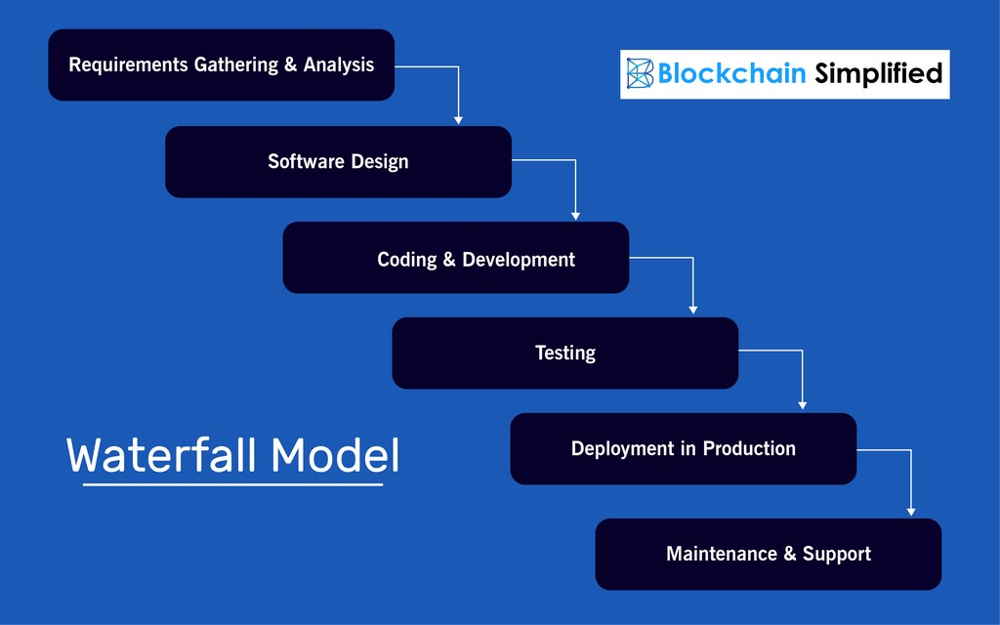 Requirements Gathering & Analysis
Blockchain Simplified
Software Design
Coding & Development
Testing
Deployment in Production
Waterfall Model
Maintenance & Support